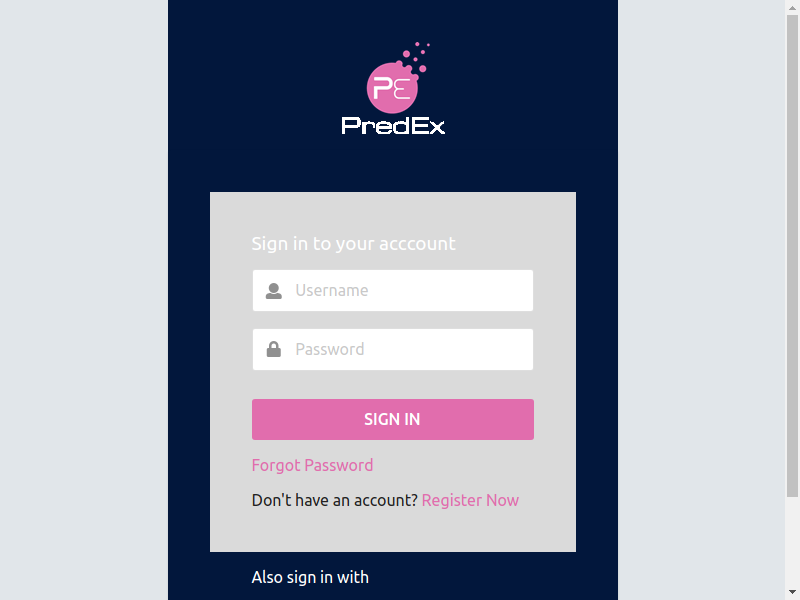 PE
PredEx
Sign in to your acccount
Username
Password
SIGN IN
Forgot Password
Don't have an account? Register Now
Also sign in with